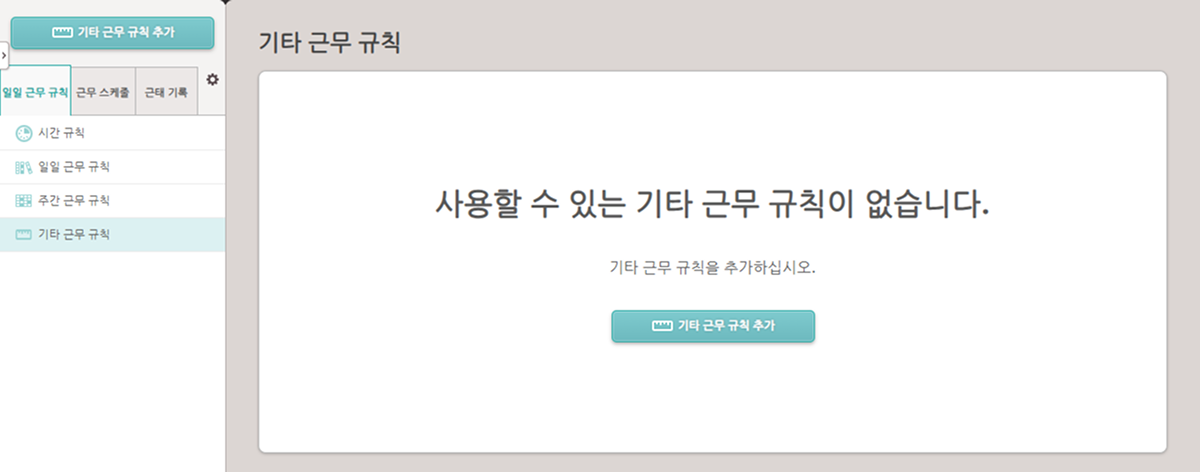 기타 근무 규칙 추가
일일 근무 규칙 근무 스케줄 근태 기록
시간 규칙
일일 근무 규칙
주간 근무 규칙
기타 근무 규칙
기타 근무 규칙
사용할 수 있는 기타 근무 규칙이 없습니다.
기타 근무 규칙을 추가하십시오.
기타 근무 규칙 추가